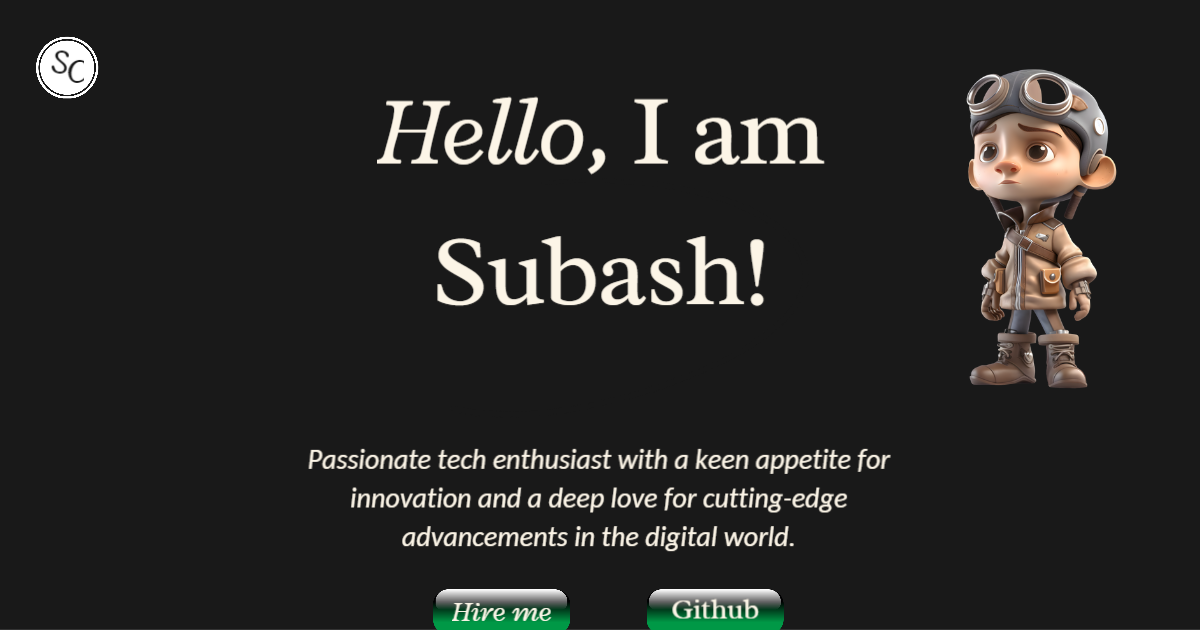 SC
Hello, I am
Subash!
Passionate tech enthusiast with a keen appetite for
innovation and a deep love for cutting-edge
advancements in the digital world.
Hire me Github